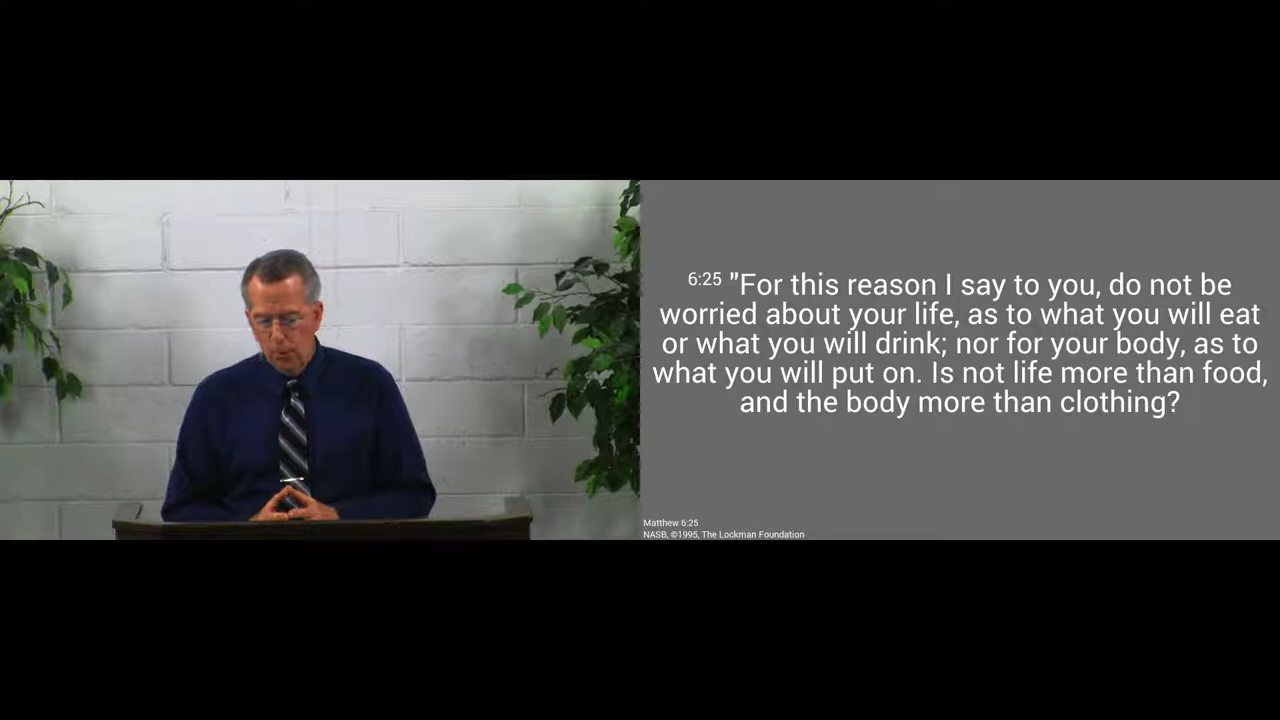 6:25 "For this reason I say to you, do not be
worried about your life, as to what you will eat
or what you will drink; nor for your body, as to
what you will put on. Is not life more than food,
and the body more than clothing?
Matthew 6:25
NASB, ©1995, The Lockman Foundation